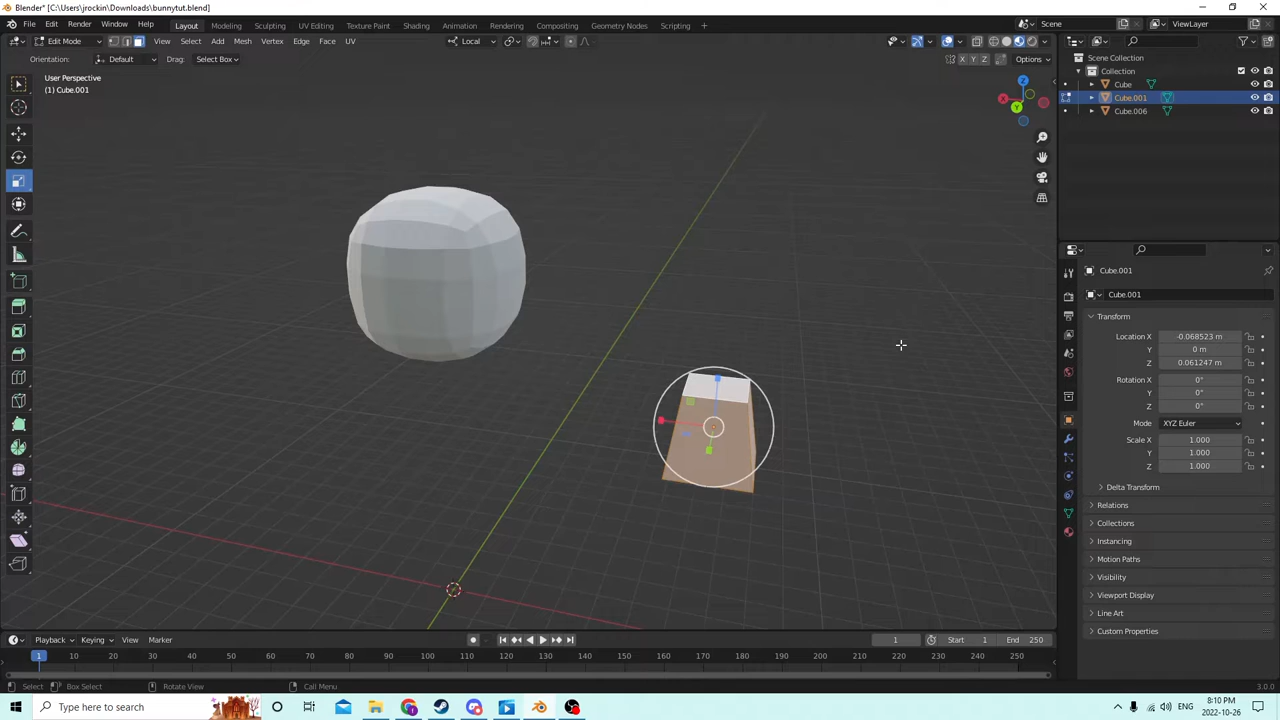 Blender* [C:\Users\jrockin\Downloads\bunnytut.blend]
File Edit Render Window Help Layout Modeling Sculpting UV Editing Texture Paint Shading Animation Rendering Compositing Geometry Nodes Scripting + Scene ViewLayer
Edit Mode View Select Add Mesh Vertex Edge Face UV Local
Orientation: Default Drag: Select Box X Y Z Options
User Perspective
(1) Cube.001
Z
X
Y
Scene Collection
Collection
Cube
Cube.001
Cube.006
Cube.001
Cube.001
Transform
Location X -0.068523 m
Y 0 m
Z 0.061247 m
Rotation X 0°
Y 0°
Z 0°
Mode XYZ Euler
Scale X 1.000
Y 1.000
Z 1.000
Delta Transform
Relations
Collections
Instancing
Motion Paths
Visibility
Viewport Display
Line Art
Custom Properties
Playback Keying View Marker 1 Start 1 End 250
1 10 20 30 40 50 60 70 80 90 100 110 120 130 140 150 160 170 180 190 200 210 220 230 240 250
Select Box Select Rotate View Call Menu 3.0.0
Type here to search ENG 8:10 PM
2022-10-26